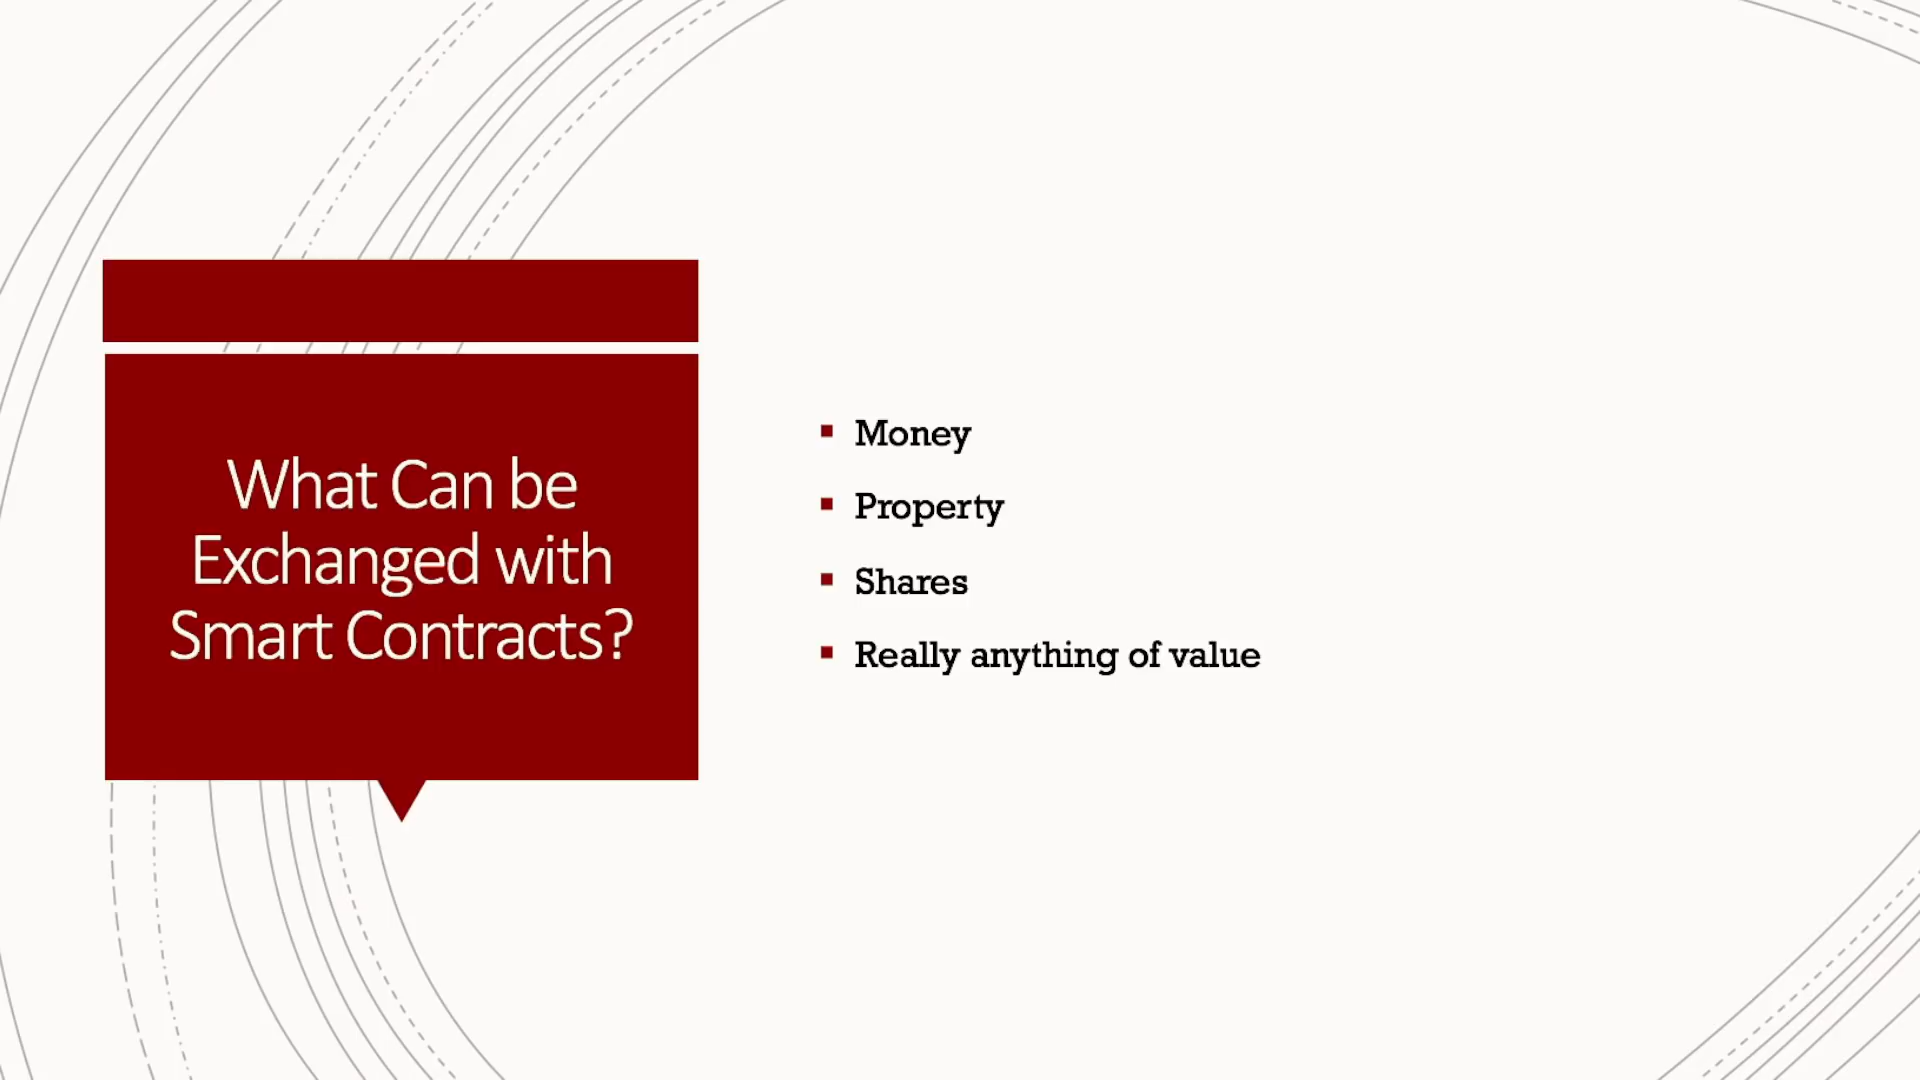 What Can be
Exchanged with
Smart Contracts?
▪ Money
▪ Property
▪ Shares
▪ Really anything of value